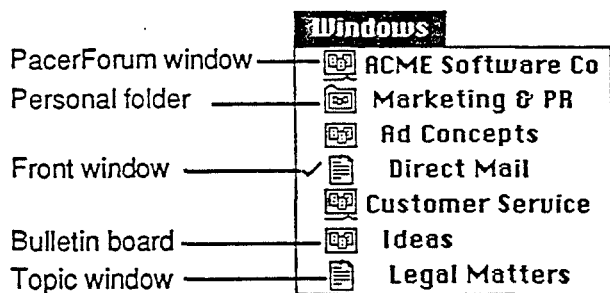 Windows
PacerForum window ACME Software Co
Personal folder Marketing & PR
Ad Concepts
Front window Direct Mail
Customer Service
Bulletin board Ideas
Topic window Legal Matters